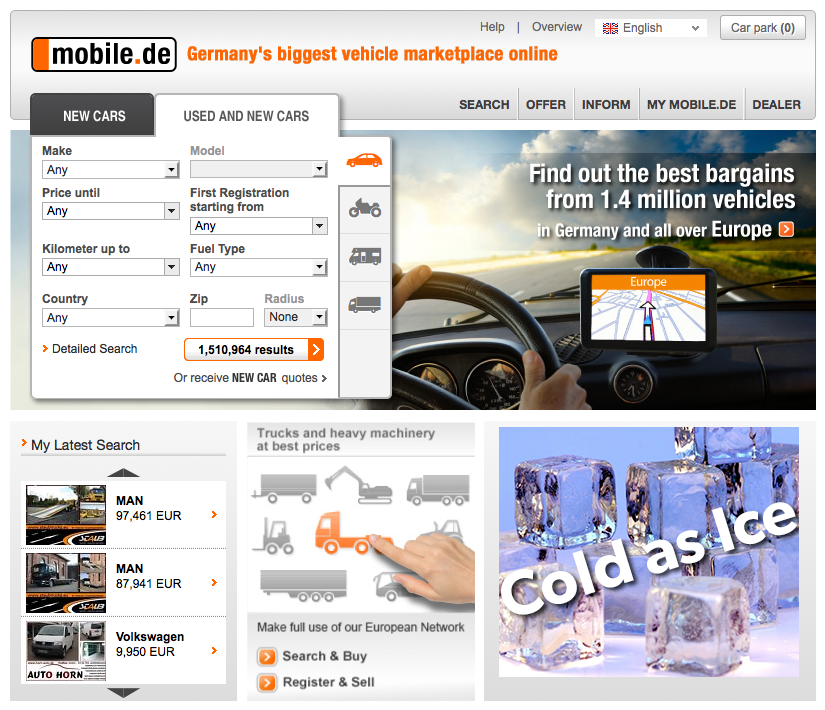 Help | Overview English Car park (0)
mobile.de Germany's biggest vehicle marketplace online
SEARCH OFFER INFORM MY MOBILE.DE DEALER
NEW CARS USED AND NEW CARS
Make Model
Any
Price until First Registration
starting from
Any Any
Kilometer up to Fuel Type
Any Any
Country Zip Radius
Any None
Detailed Search 1,510,964 results
Or receive NEW CAR quotes
Find out the best bargains
from 1.4 million vehicles
in Germany and all over Europe
Europe
My Latest Search
MAN
97,461 EUR
SCALEB
MAN
87,941 EUR
Volkswagen
9,950 EUR
AUTO HORN
Trucks and heavy machinery
at best prices
Make full use of our European Network
Search & Buy
Register & Sell
Cold as Ice